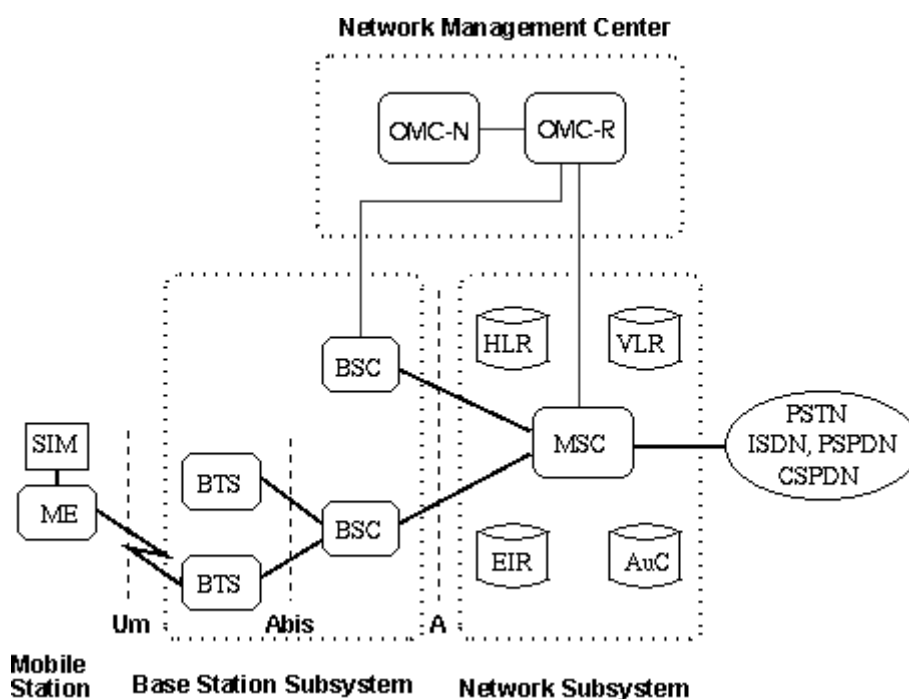 Network Management Center
OMC-N
OMC-R
HLR
VLR
BSC
PSTN
ISDN, PSPDN
CSPDN
MSC
SIM
ME
BTS
BSC
BTS
EIR
AuC
Um
Abis
A
Mobile
Station
Base Station Subsystem
Network Subsystem